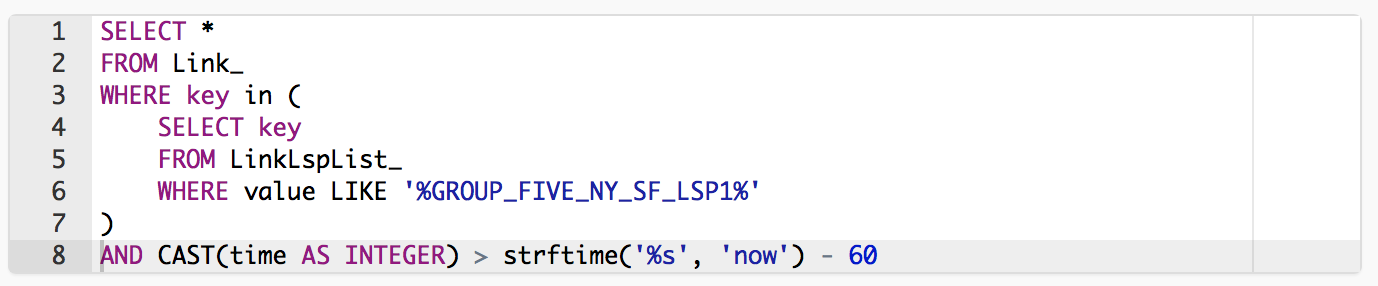 1 SELECT *
2 FROM Link_
3 WHERE key in (
4 SELECT key
5 FROM LinkLspList_
6 WHERE value LIKE '%GROUP_FIVE_NY_SF_LSP1%'
7 )
8 AND CAST(time AS INTEGER) > strftime('%s', 'now') - 60